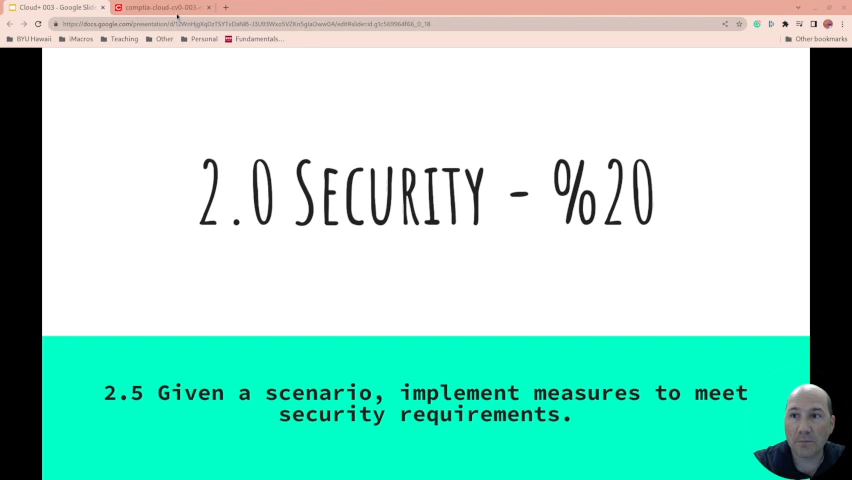 Cloud+ 003 - Google Slide
comptia-cloud-cv0-003-e
BYU Hawaii
iMacros
Teaching
Other
Personal
Fundamentals...
Other bookmarks
2.0 Security - %20
2.5 Given a scenario, implement measures to meet
security requirements.